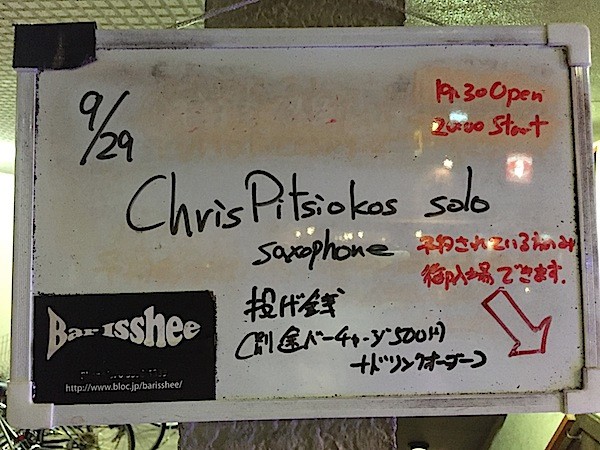 9/29
19:30 Open
20:00 Start
Chris Pitsiokos solo
saxophone
予約されている方のみ
御入場できます.
投げ銭
(別途バーチャージ500円
+ドリンクオーダー)
Bar Isshee
http://www.bloc.jp/barisshee/